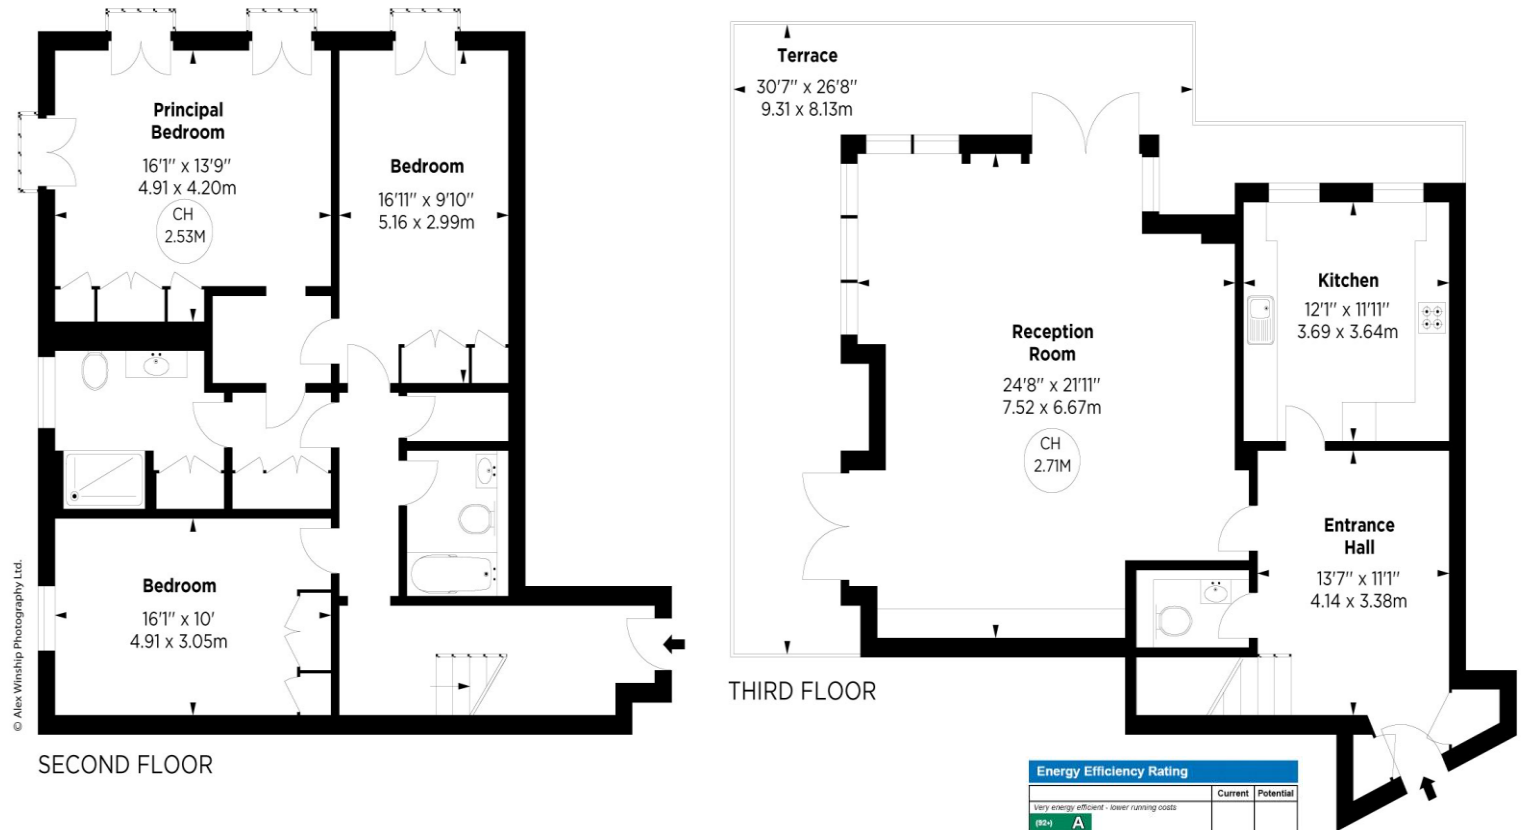 Principal
Bedroom
16'1" x 13'9"
4.91 x 4.20m
CH
2.53M
Bedroom
16'11" x 9'10"
5.16 x 2.99m
Bedroom
16'1" x 10'
4.91 x 3.05m
© Alex Winship Photography Ltd.
SECOND FLOOR
Terrace
30'7" x 26'8"
9.31 x 8.13m
Reception
Room
24'8" x 21'11"
7.52 x 6.67m
CH
2.71M
Kitchen
12'1" x 11'11"
3.69 x 3.64m
Entrance
Hall
13'7" x 11'1"
4.14 x 3.38m
THIRD FLOOR
Energy Efficiency Rating
Current Potential
Very energy efficient - lower running costs
(92+) A